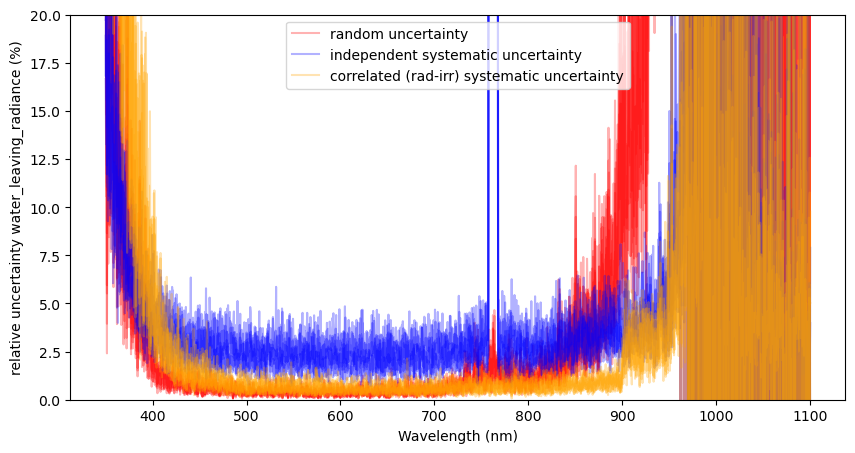 random uncertainty
independent systematic uncertainty
correlated (rad-irr) systematic uncertainty
relative uncertainty water_leaving_radiance (%)
20.0
17.5
15.0
12.5
10.0
7.5
5.0
2.5
0.0
400 500 600 700 800 900 1000 1100
Wavelength (nm)